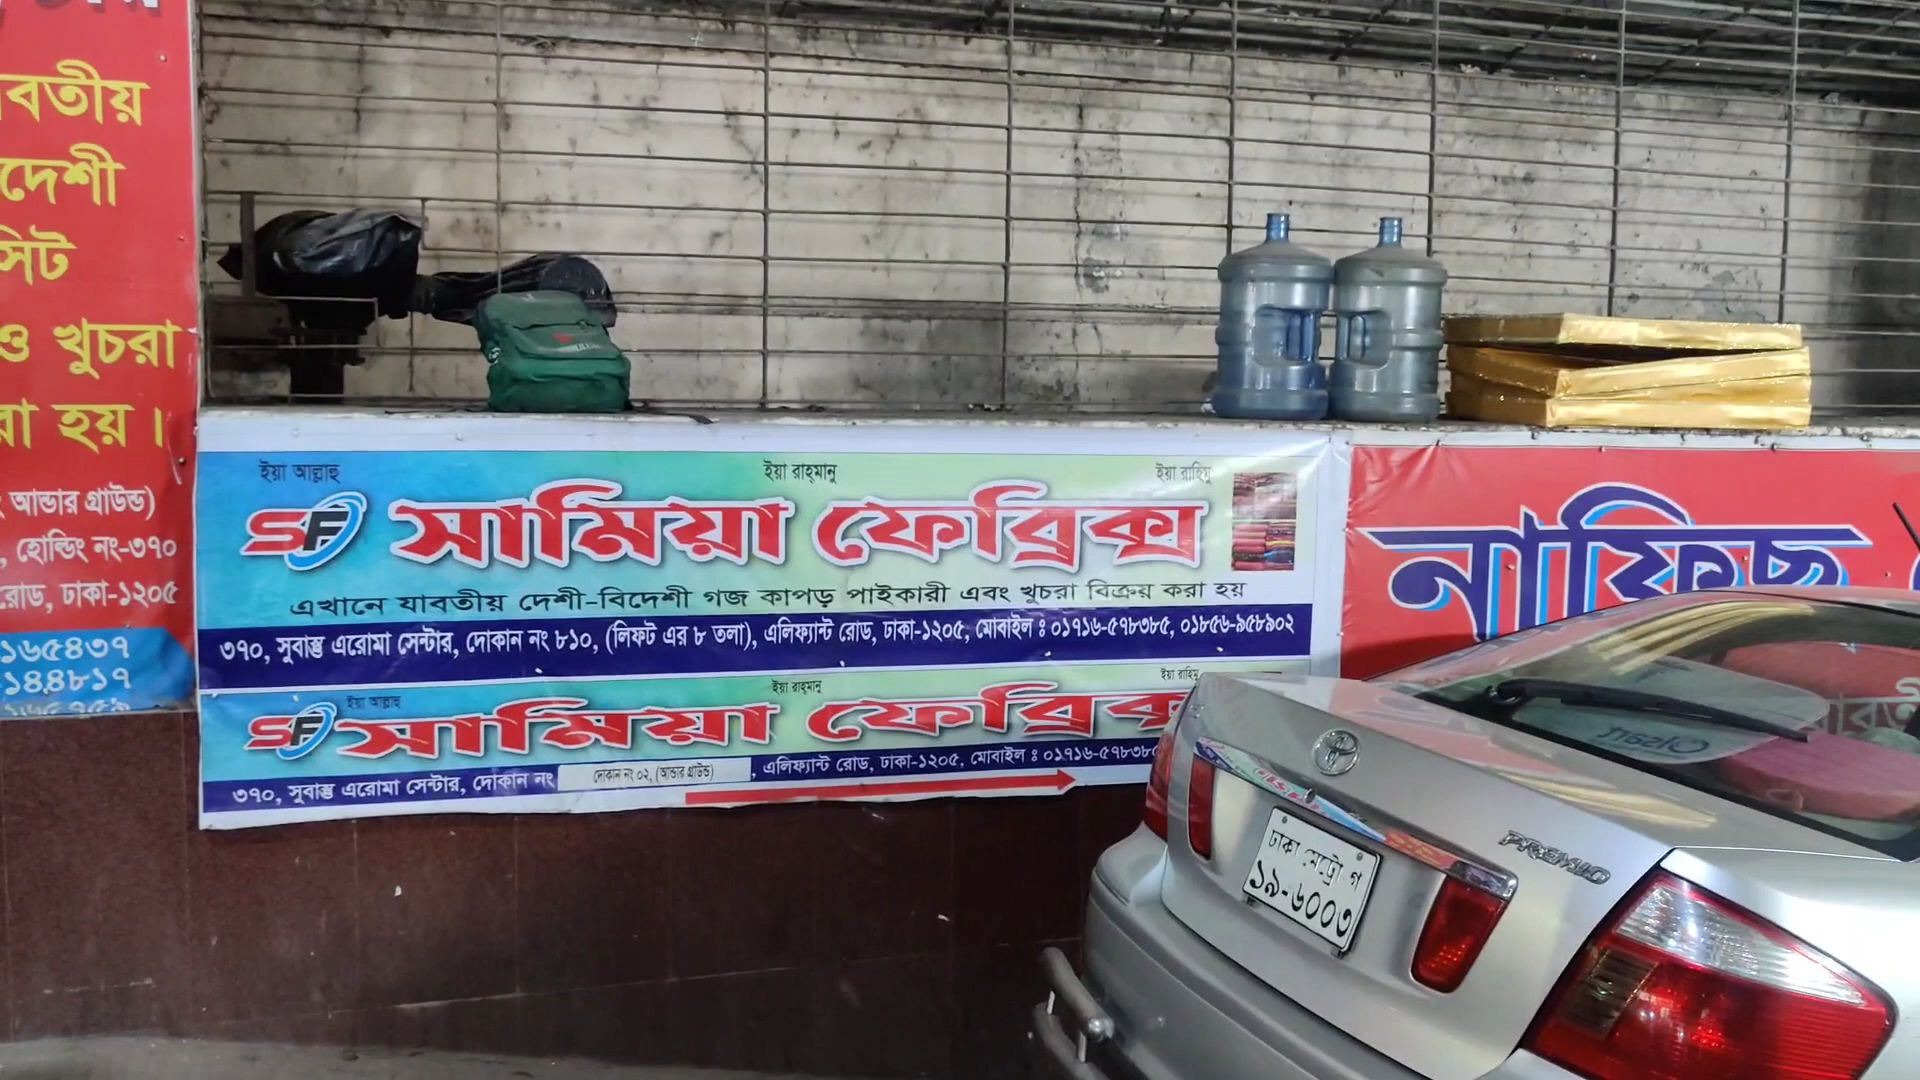 বতীয়
দেশী
সিট
ও খুচরা
রা হয়।
আন্ডার গ্রাউন্ড)
, হোল্ডিং নং-৩৭০
রোড, ঢাকা-১২০৫
১৬৫৪৩৭
১৪৪৮১৭
ইয়া আল্লাহু ইয়া রাহ্‌মানু ইয়া রাহিমু
SF সামিয়া ফেব্রিক্স
এখানে যাবতীয় দেশী-বিদেশী গজ কাপড় পাইকারী এবং খুচরা বিক্রয় করা হয়
৩৭০, সুবাস্তু এরোমা সেন্টার, দোকান নং ৮১০, (লিফট এর ৮ তলা), এলিফ্যান্ট রোড, ঢাকা-১২০৫, মোবাইল ঃ ০১৭১৬-৫৭৮৩৮৫, ০১৮৫৬-৯৫৮৯০২
ইয়া আল্লাহু ইয়া রাহ্‌মানু ইয়া রাহিমু
SF সামিয়া ফেব্রিক্স
৩৭০, সুবাস্তু এরোমা সেন্টার, দোকান নং দোকান নং ০২, (আন্ডার গ্রাউন্ড) , এলিফ্যান্ট রোড, ঢাকা-১২০৫, মোবাইল ঃ ০১৭১৬-৫৭৮৩৮৫
নাফিছ
PREMIO
ঢাকা মেট্রো গ
১৯-৬০০৩